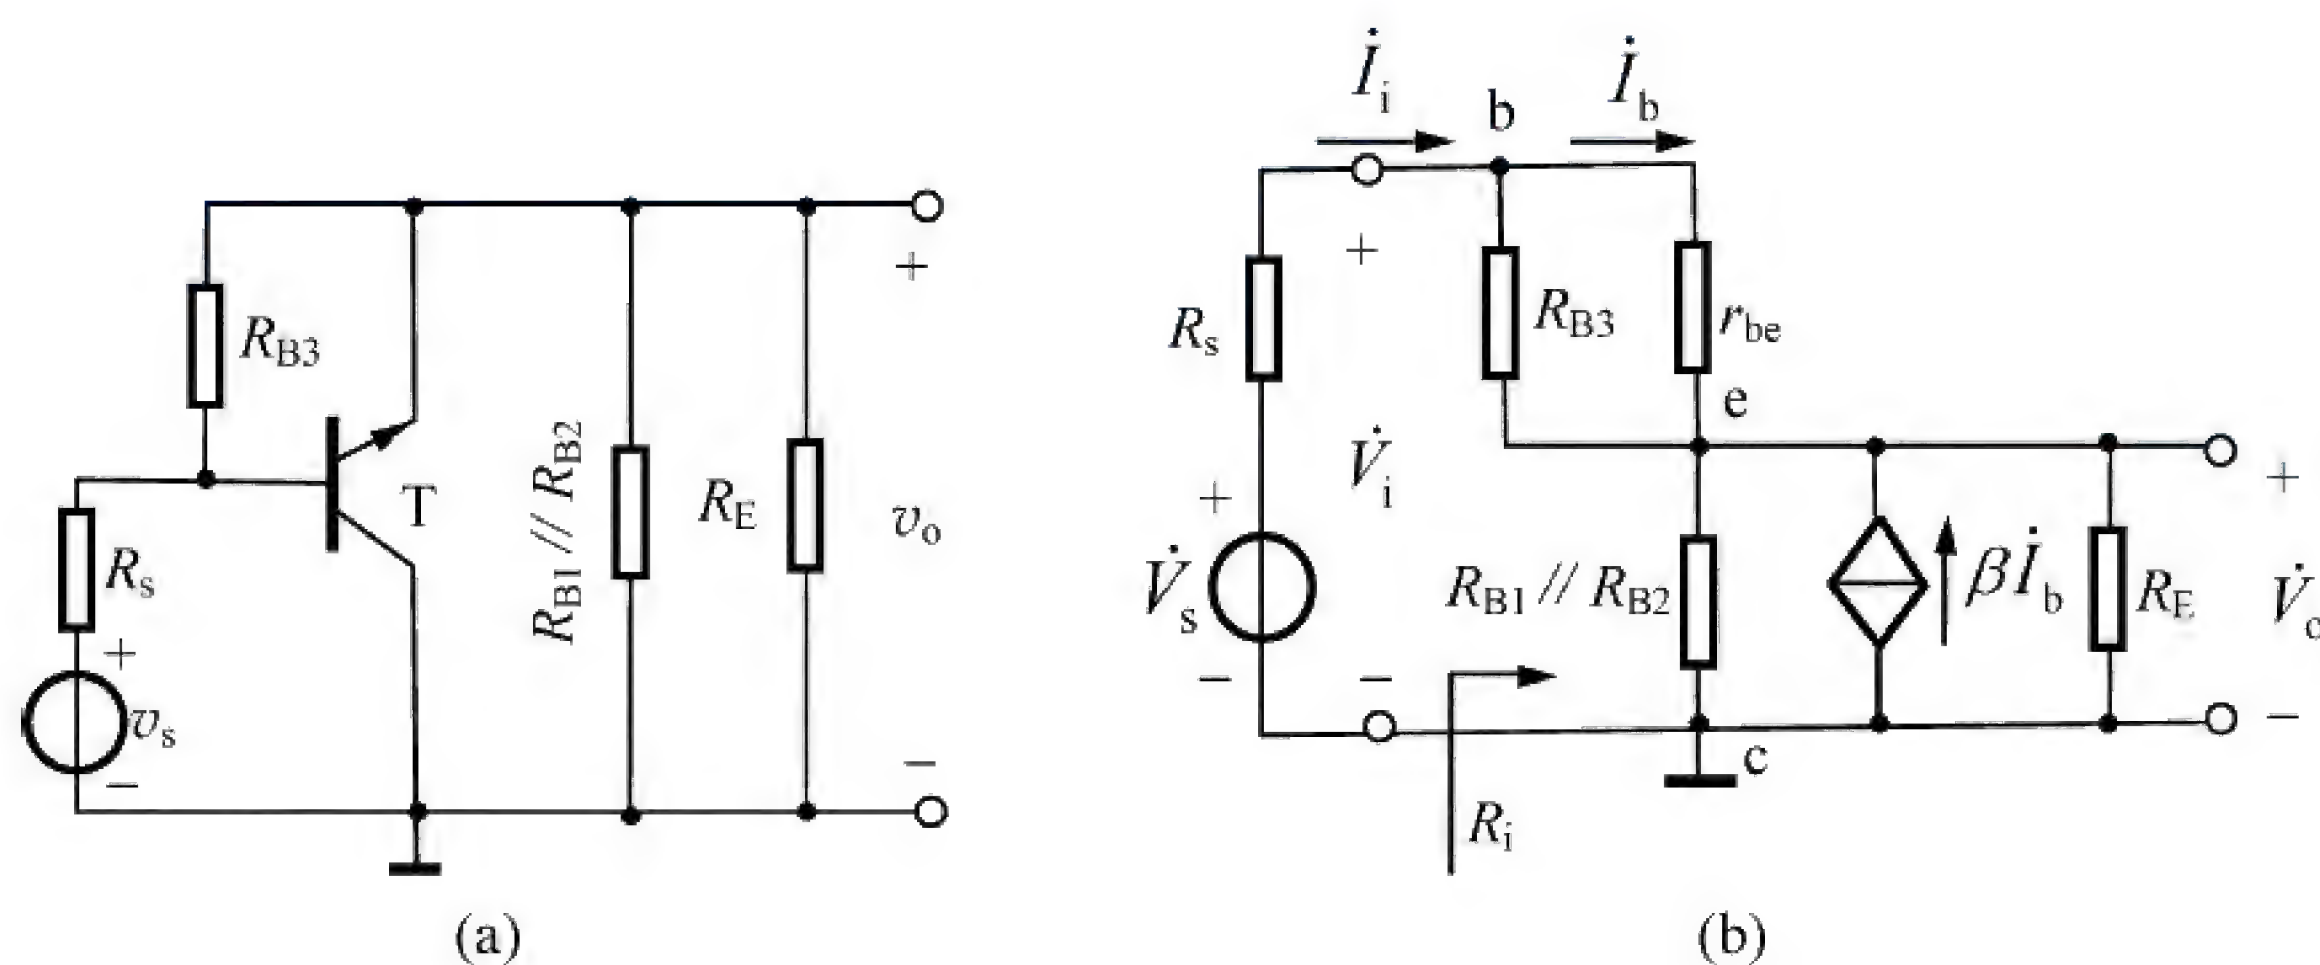 R_B3
T
R_s
+
v_s
−
R_B1 // R_B2
R_E
+
v_o
−
(a)
İ_i
b
İ_b
+
R_s
R_B3
r_be
e
V̇_i
+
V̇_s
−
−
R_B1 // R_B2
βİ_b
R_E
+
V̇_o
−
c
R_i
(b)